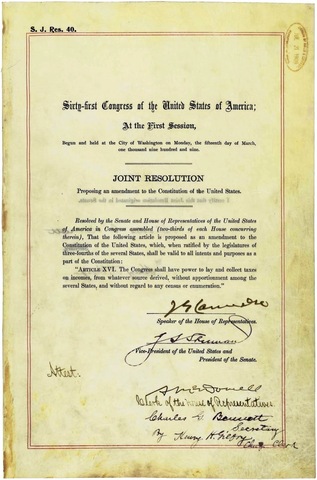 S. J. Res. 40.
Sixty-first Congress of the United States of America;
At the First Session,
Begun and held at the City of Washington on Monday, the fifteenth day of March,
one thousand nine hundred and nine.
JOINT RESOLUTION
Proposing an amendment to the Constitution of the United States.
Resolved by the Senate and House of Representatives of the United States
of America in Congress assembled (two-thirds of each House concurring
therein), That the following article is proposed as an amendment to the
Constitution of the United States, which, when ratified by the legislatures of
three-fourths of the several States, shall be valid to all intents and purposes as a
part of the Constitution:
"ARTICLE XVI. The Congress shall have power to lay and collect taxes
on incomes, from whatever source derived, without apportionment among the
several States, and without regard to any census or enumeration."
J G Cannon
Speaker of the House of Representatives.
J. S. Sherman
Vice-President of the United States and
President of the Senate.
Attest.
A McDowell
Clerk of the House of Representatives.
Charles G. Bennett
Secretary
By Henry H. Gilfry
Chief Clerk